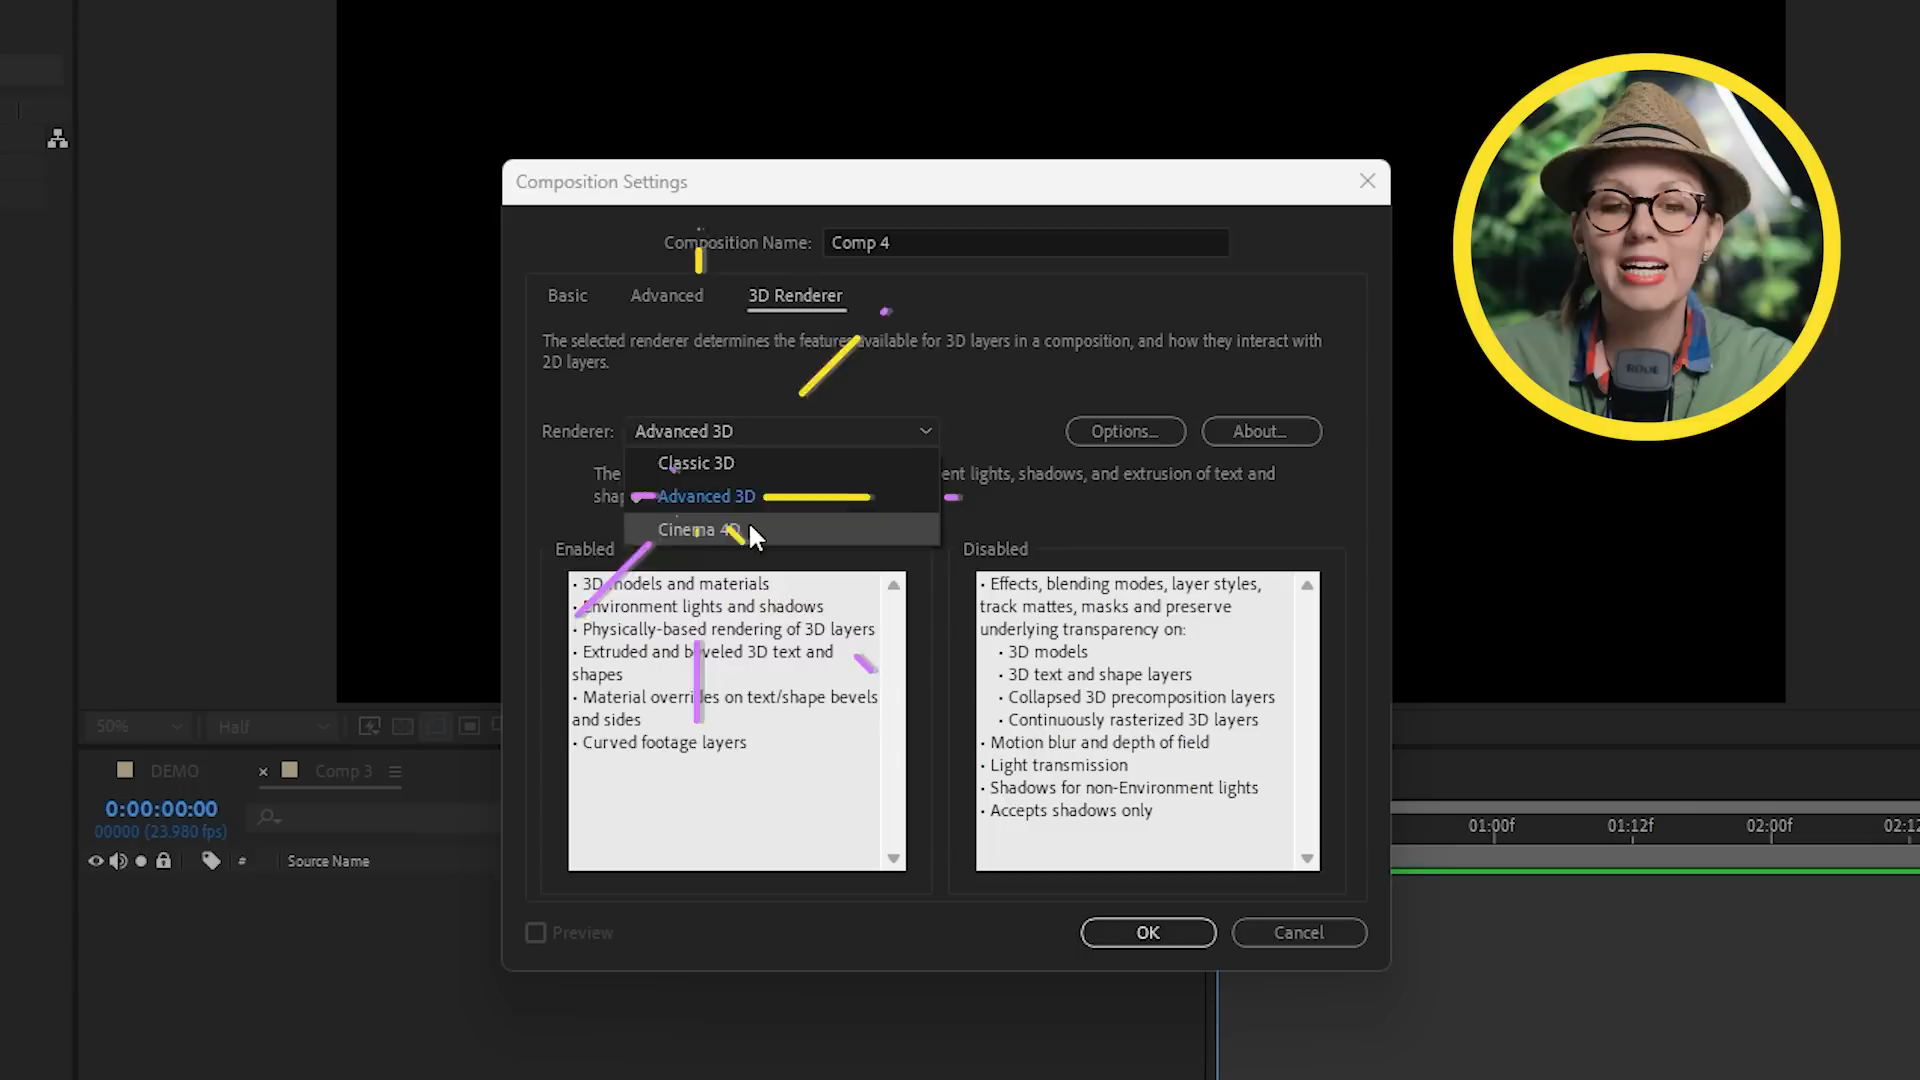 Composition Settings
Composition Name: Comp 4
Basic Advanced 3D Renderer
The selected renderer determines the features available for 3D layers in a composition, and how they interact with
2D layers.
Renderer: Advanced 3D
Options... About...
Classic 3D
The ent lights, shadows, and extrusion of text and
Advanced 3D
Cinema 4D
Enabled
• 3D models and materials
• Environment lights and shadows
• Physically-based rendering of 3D layers
• Extruded and beveled 3D text and
shapes
• Material overrides on text/shape bevels
and sides
• Curved footage layers
Disabled
• Effects, blending modes, layer styles,
track mattes, masks and preserve
underlying transparency on:
• 3D models
• 3D text and shape layers
• Collapsed 3D precomposition layers
• Continuously rasterized 3D layers
• Motion blur and depth of field
• Light transmission
• Shadows for non-Environment lights
• Accepts shadows only
Preview
OK Cancel
RODE
50% Half
DEMO × Comp 3
0:00:00:00
00000 (23.980 fps)
# Source Name
01:00f 01:12f 02:00f 02:12